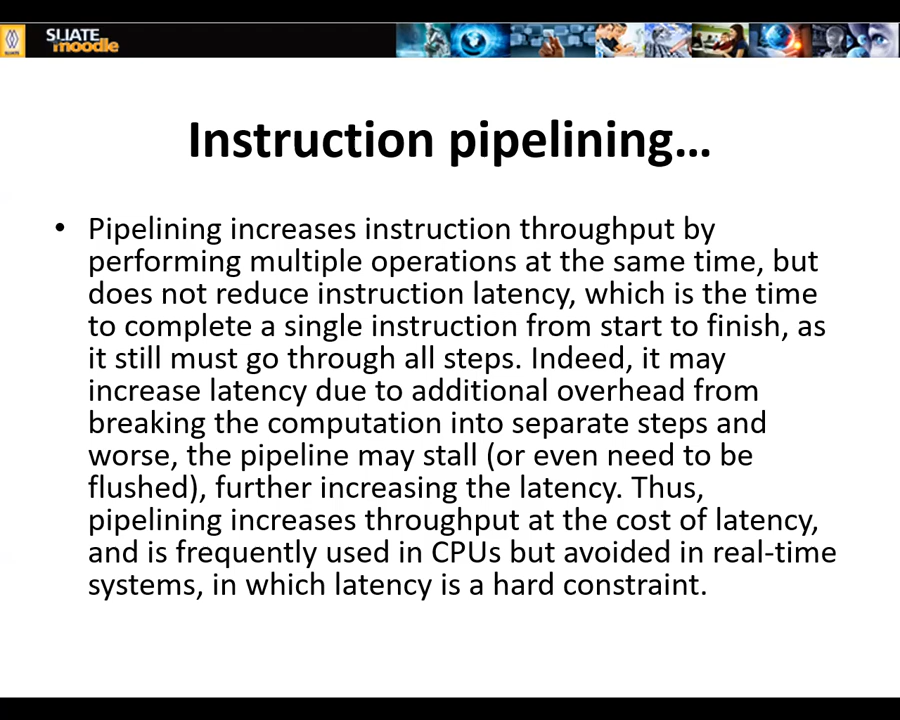 SLIATE
moodle
Instruction pipelining...
• Pipelining increases instruction throughput by
performing multiple operations at the same time, but
does not reduce instruction latency, which is the time
to complete a single instruction from start to finish, as
it still must go through all steps. Indeed, it may
increase latency due to additional overhead from
breaking the computation into separate steps and
worse, the pipeline may stall (or even need to be
flushed), further increasing the latency. Thus,
pipelining increases throughput at the cost of latency,
and is frequently used in CPUs but avoided in real-time
systems, in which latency is a hard constraint.